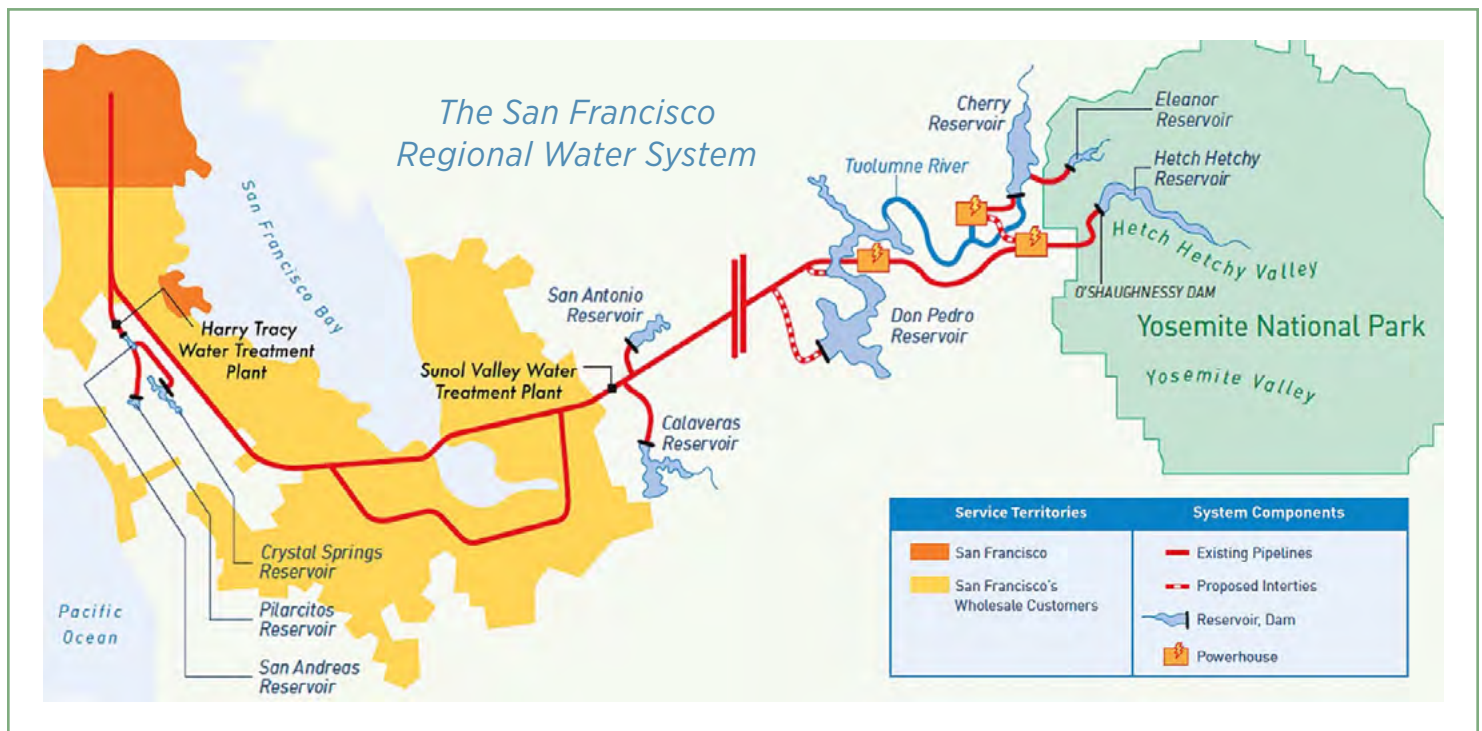 The San Francisco
Regional Water System
San Francisco Bay
Cherry
Reservoir
Eleanor
Reservoir
Tuolumne River
Hetch Hetchy
Reservoir
Hetch Hetchy Valley
O'SHAUGHNESSY DAM
Yosemite National Park
Yosemite Valley
San Antonio
Reservoir
Don Pedro
Reservoir
Harry Tracy
Water Treatment
Plant
Sunol Valley Water
Treatment Plant
Calaveras
Reservoir
Crystal Springs
Reservoir
Pilarcitos
Reservoir
San Andreas
Reservoir
Pacific
Ocean
Service Territories
San Francisco
San Francisco's
Wholesale Customers
System Components
Existing Pipelines
Proposed Interties
Reservoir, Dam
Powerhouse